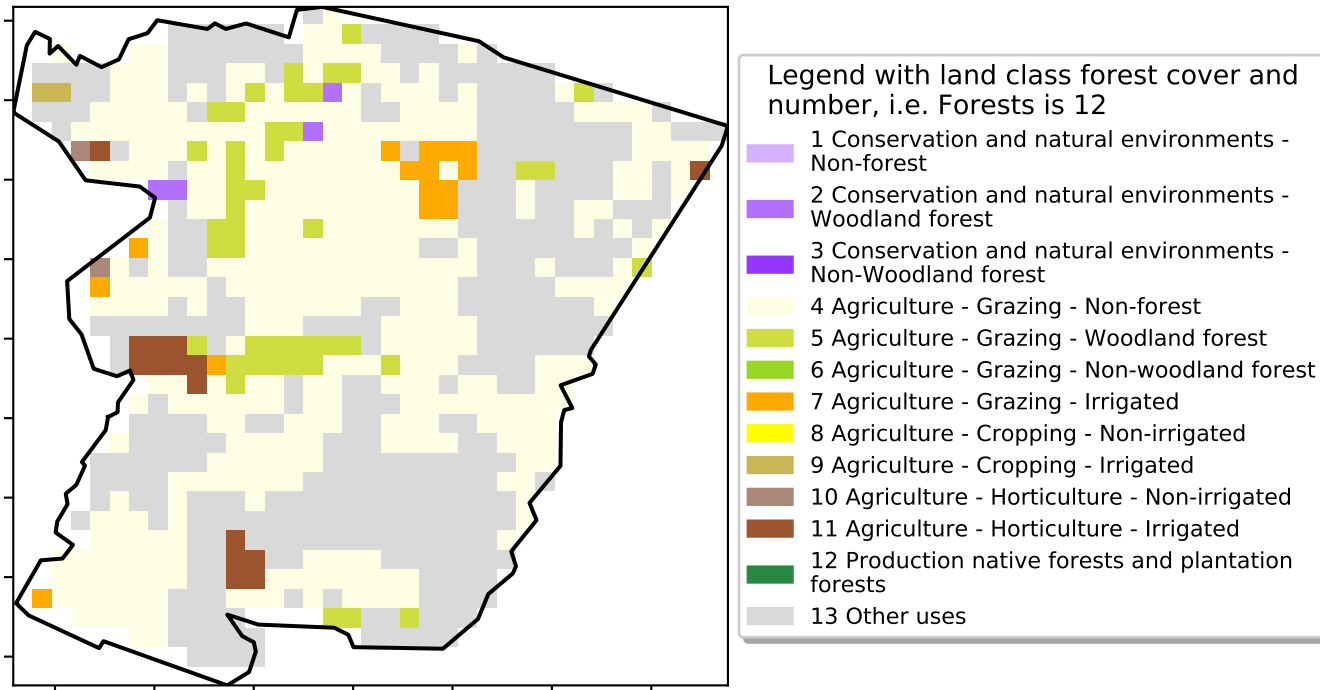 Legend with land class forest cover and
number, i.e. Forests is 12
1 Conservation and natural environments -
Non-forest
2 Conservation and natural environments -
Woodland forest
3 Conservation and natural environments -
Non-Woodland forest
4 Agriculture - Grazing - Non-forest
5 Agriculture - Grazing - Woodland forest
6 Agriculture - Grazing - Non-woodland forest
7 Agriculture - Grazing - Irrigated
8 Agriculture - Cropping - Non-irrigated
9 Agriculture - Cropping - Irrigated
10 Agriculture - Horticulture - Non-irrigated
11 Agriculture - Horticulture - Irrigated
12 Production native forests and plantation
forests
13 Other uses